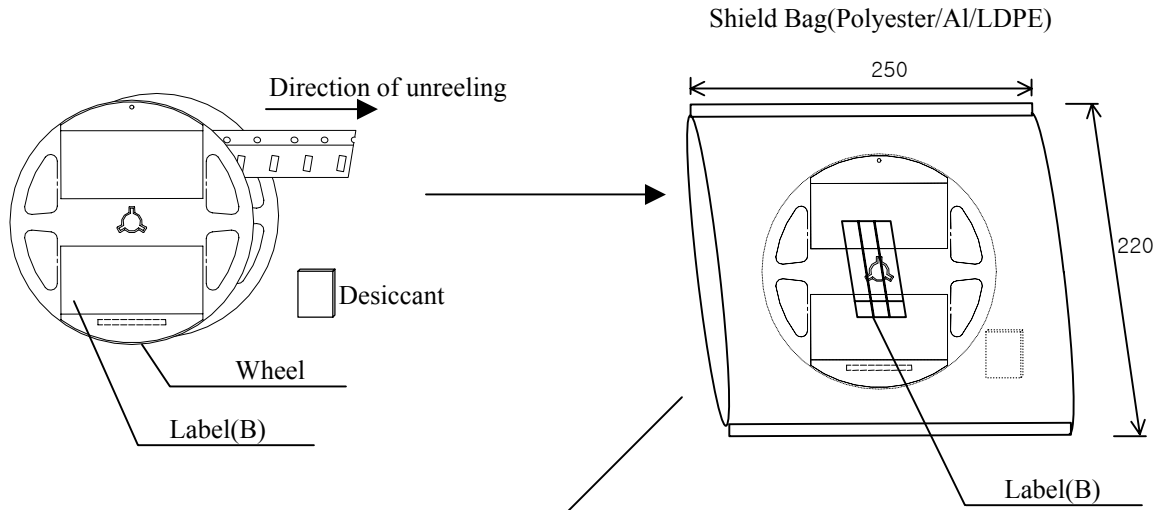 Shield Bag(Polyester/Al/LDPE)
250
Direction of unreeling
220
Desiccant
Wheel
Label(B)
Label(B)